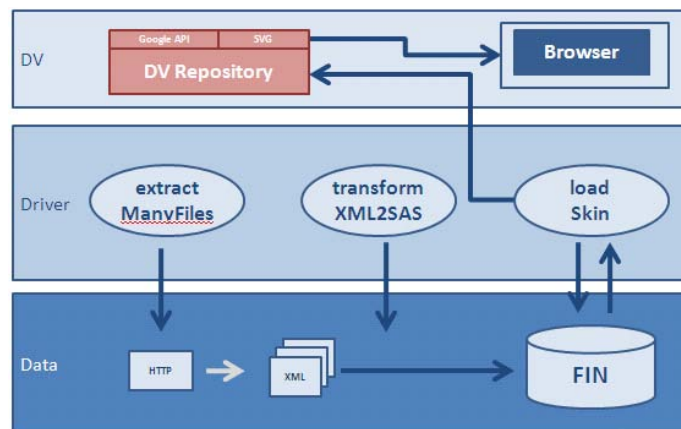 Google API
SVG
DV Repository
Browser
DV
extract
ManyFiles
transform
XML2SAS
load
Skin
Driver
HTTP
XML
FIN
Data